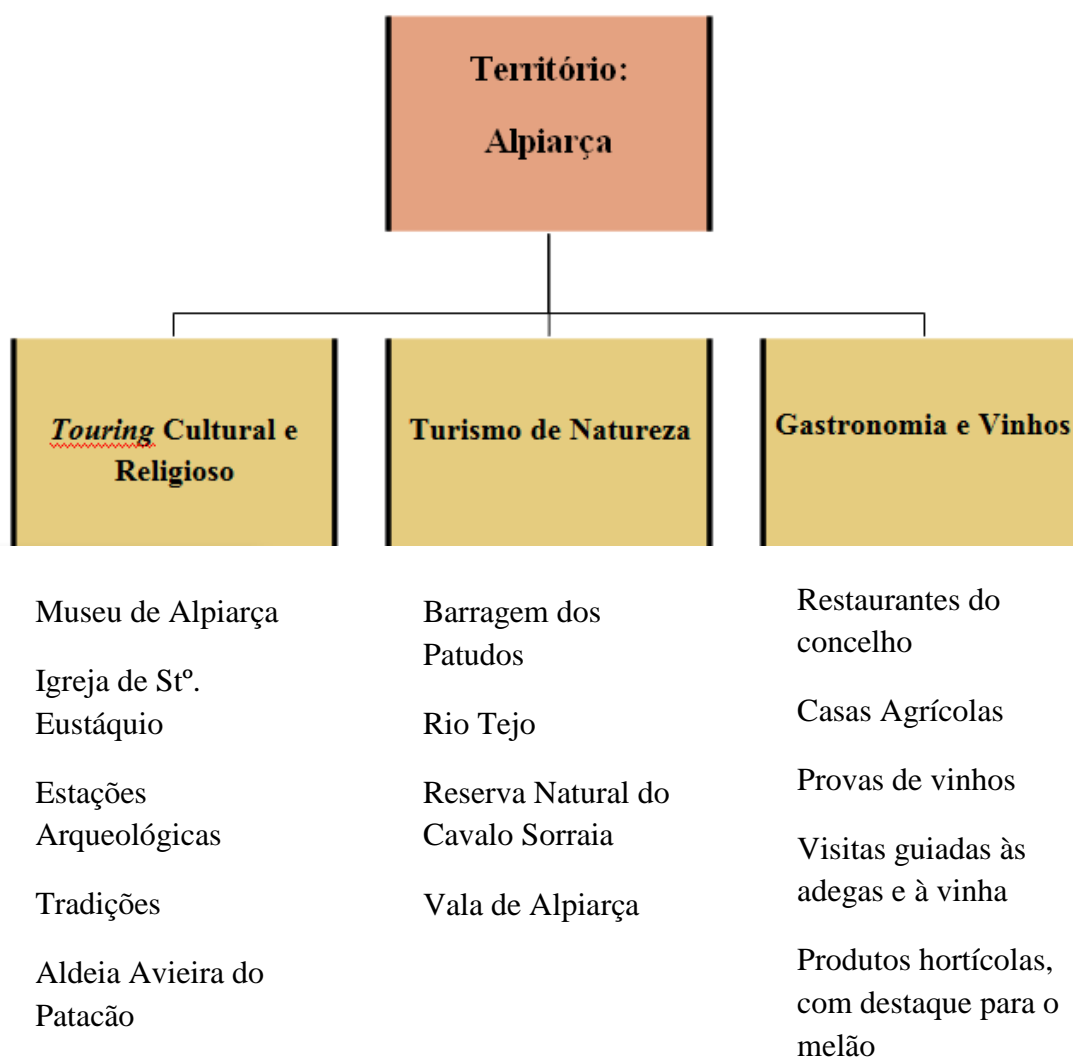 Território:
Alpiarça
Touring Cultural e
Religioso
Turismo de Natureza
Gastronomia e Vinhos
Museu de Alpiarça
Igreja de Stº.
Eustáquio
Estações
Arqueológicas
Tradições
Aldeia Avieira do
Patacão
Barragem dos
Patudos
Rio Tejo
Reserva Natural do
Cavalo Sorraia
Vala de Alpiarça
Restaurantes do
concelho
Casas Agrícolas
Provas de vinhos
Visitas guiadas às
adegas e à vinha
Produtos hortícolas,
com destaque para o
melão